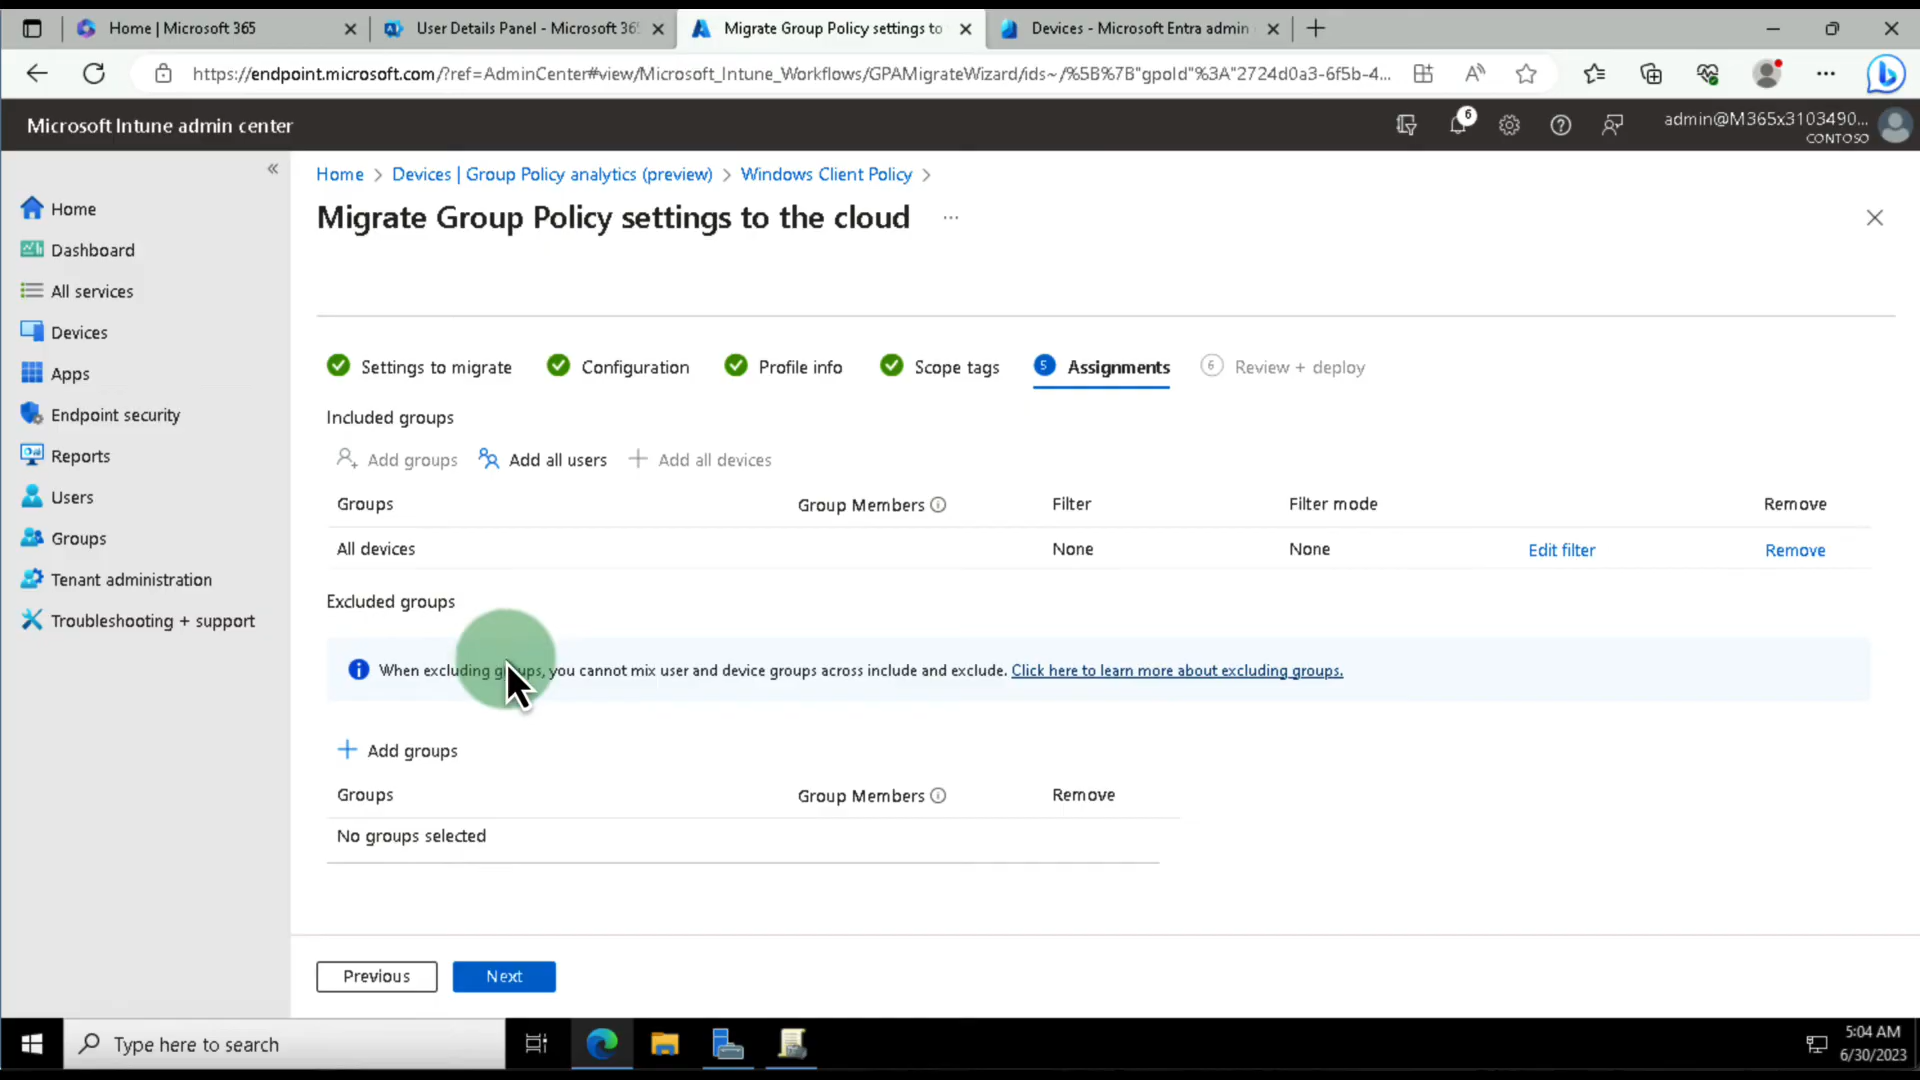 Home | Microsoft 365
User Details Panel - Microsoft 36
Migrate Group Policy settings to
Devices - Microsoft Entra admin
https://endpoint.microsoft.com/?ref=AdminCenter#view/Microsoft_Intune_Workflows/GPAMigrateWizard/ids~/%5B%7B"gpoId"%3A"2724d0a3-6f5b-4...
Microsoft Intune admin center
6
admin@M365x3103490...
CONTOSO
«
Home
Dashboard
All services
Devices
Apps
Endpoint security
Reports
Users
Groups
Tenant administration
Troubleshooting + support
Home > Devices | Group Policy analytics (preview) > Windows Client Policy >
Migrate Group Policy settings to the cloud ...
Settings to migrate
Configuration
Profile info
Scope tags
5 Assignments
6 Review + deploy
Included groups
Add groups
Add all users
Add all devices
Groups Group Members Filter Filter mode Remove
All devices None None Edit filter Remove
Excluded groups
When excluding groups, you cannot mix user and device groups across include and exclude. Click here to learn more about excluding groups.
Add groups
Groups Group Members Remove
No groups selected
Previous
Next
Type here to search
5:04 AM
6/30/2023